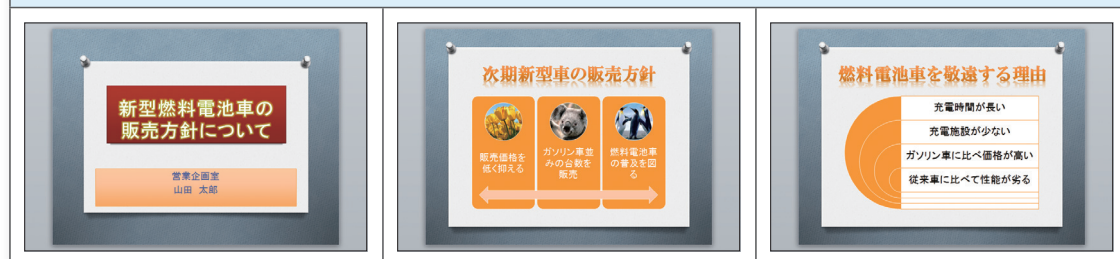 新型燃料電池車の
販売方針について
営業企画室
山田　太郎
次期新型車の販売方針
販売価格を
低く抑える
ガソリン車並
みの台数を
販売
燃料電池車
の普及を図
る
燃料電池車を敬遠する理由
充電時間が長い
充電施設が少ない
ガソリン車に比べ価格が高い
従来車に比べて性能が劣る